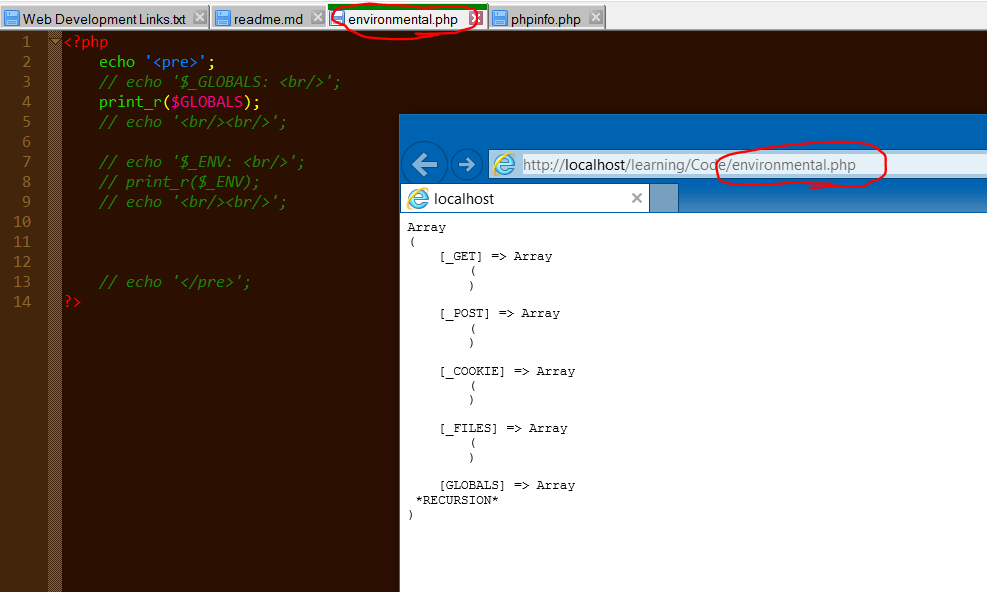 Web Development Links.txt readme.md environmental.php phpinfo.php
1 <?php
2 echo '<pre>';
3 // echo '$_GLOBALS: <br/>';
4 print_r($GLOBALS);
5 // echo '<br/><br/>';
6
7 // echo '$_ENV: <br/>';
8 // print_r($_ENV);
9 // echo '<br/><br/>';
10
11
12
13 // echo '</pre>';
14 ?>
http://localhost/learning/Code/environmental.php
localhost
Array
(
    [_GET] => Array
        (
        )
    [_POST] => Array
        (
        )
    [_COOKIE] => Array
        (
        )
    [_FILES] => Array
        (
        )
    [GLOBALS] => Array
 *RECURSION*
)